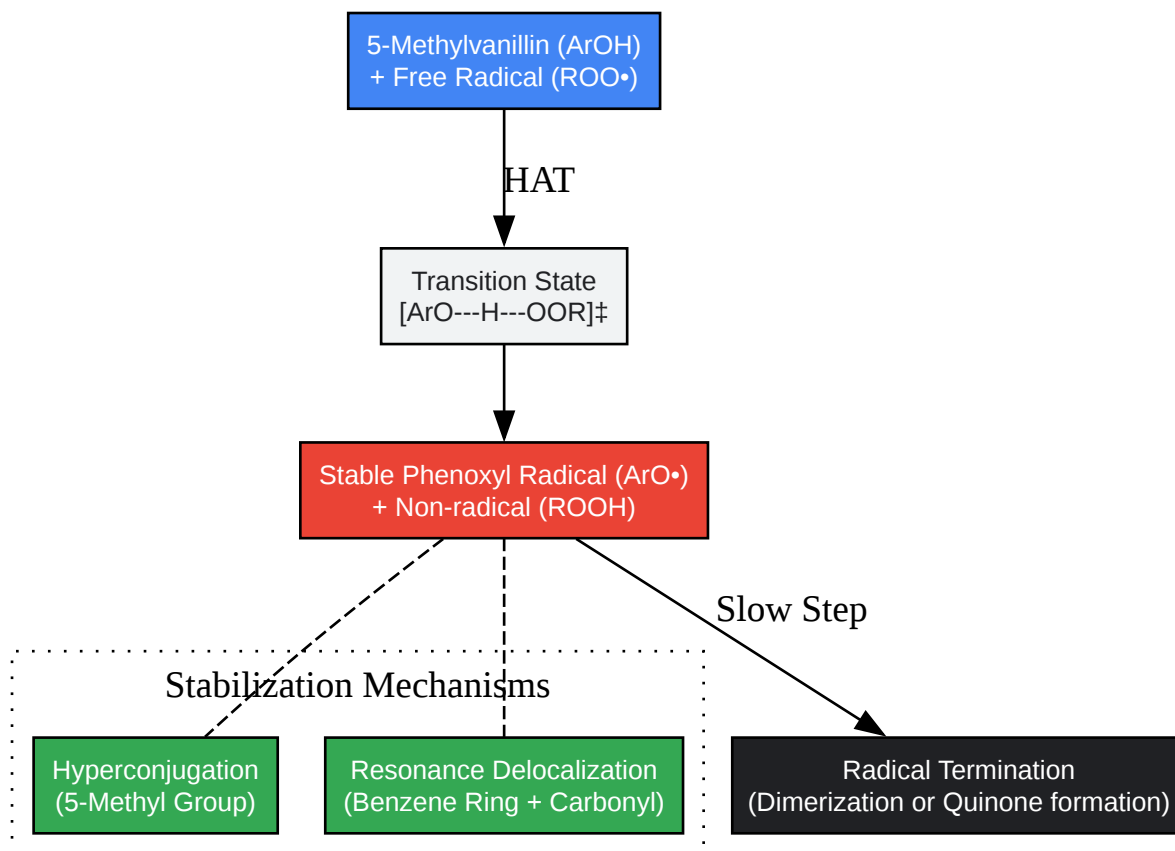 5-Methylvanillin (ArOH)
+ Free Radical (ROO•)
HAT
Transition State
[ArO---H---OOR]‡
Stable Phenoxyl Radical (ArO•)
+ Non-radical (ROOH)
Slow Step
Stabilization Mechanisms
Hyperconjugation
(5-Methyl Group)
Resonance Delocalization
(Benzene Ring + Carbonyl)
Radical Termination
(Dimerization or Quinone formation)